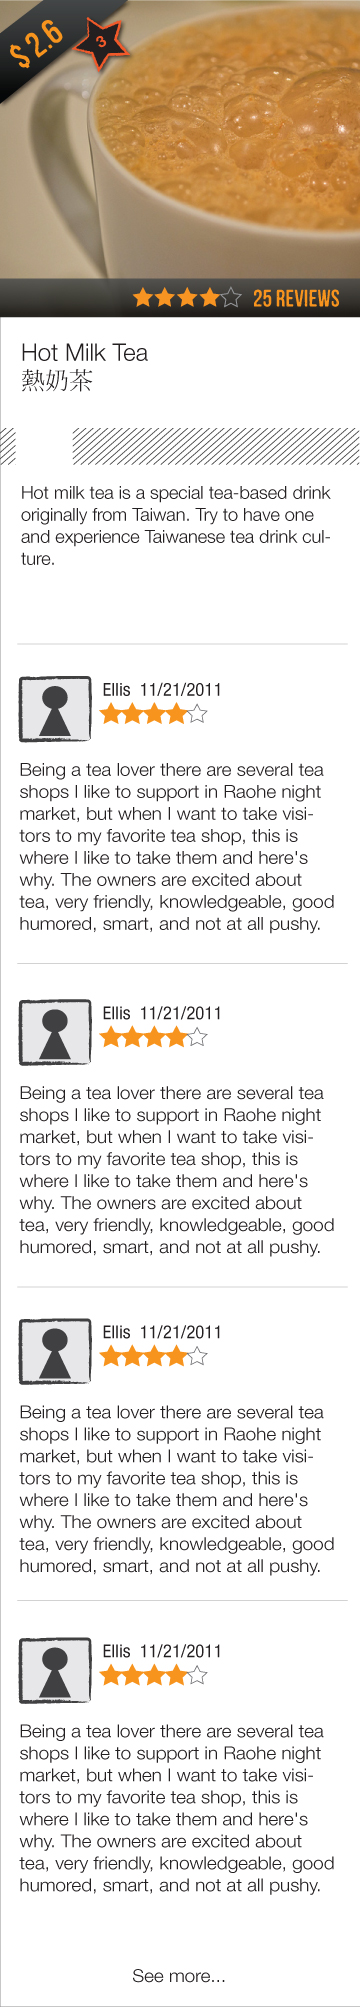 $ 2.6
3
25 REVIEWS
Hot Milk Tea
熱奶茶
Hot milk tea is a special tea-based drink
originally from Taiwan. Try to have one
and experience Taiwanese tea drink cul-
ture.
Ellis 11/21/2011
Being a tea lover there are several tea
shops I like to support in Raohe night
market, but when I want to take visi-
tors to my favorite tea shop, this is
where I like to take them and here's
why. The owners are excited about
tea, very friendly, knowledgeable, good
humored, smart, and not at all pushy.
Ellis 11/21/2011
Being a tea lover there are several tea
shops I like to support in Raohe night
market, but when I want to take visi-
tors to my favorite tea shop, this is
where I like to take them and here's
why. The owners are excited about
tea, very friendly, knowledgeable, good
humored, smart, and not at all pushy.
Ellis 11/21/2011
Being a tea lover there are several tea
shops I like to support in Raohe night
market, but when I want to take visi-
tors to my favorite tea shop, this is
where I like to take them and here's
why. The owners are excited about
tea, very friendly, knowledgeable, good
humored, smart, and not at all pushy.
Ellis 11/21/2011
Being a tea lover there are several tea
shops I like to support in Raohe night
market, but when I want to take visi-
tors to my favorite tea shop, this is
where I like to take them and here's
why. The owners are excited about
tea, very friendly, knowledgeable, good
humored, smart, and not at all pushy.
See more...